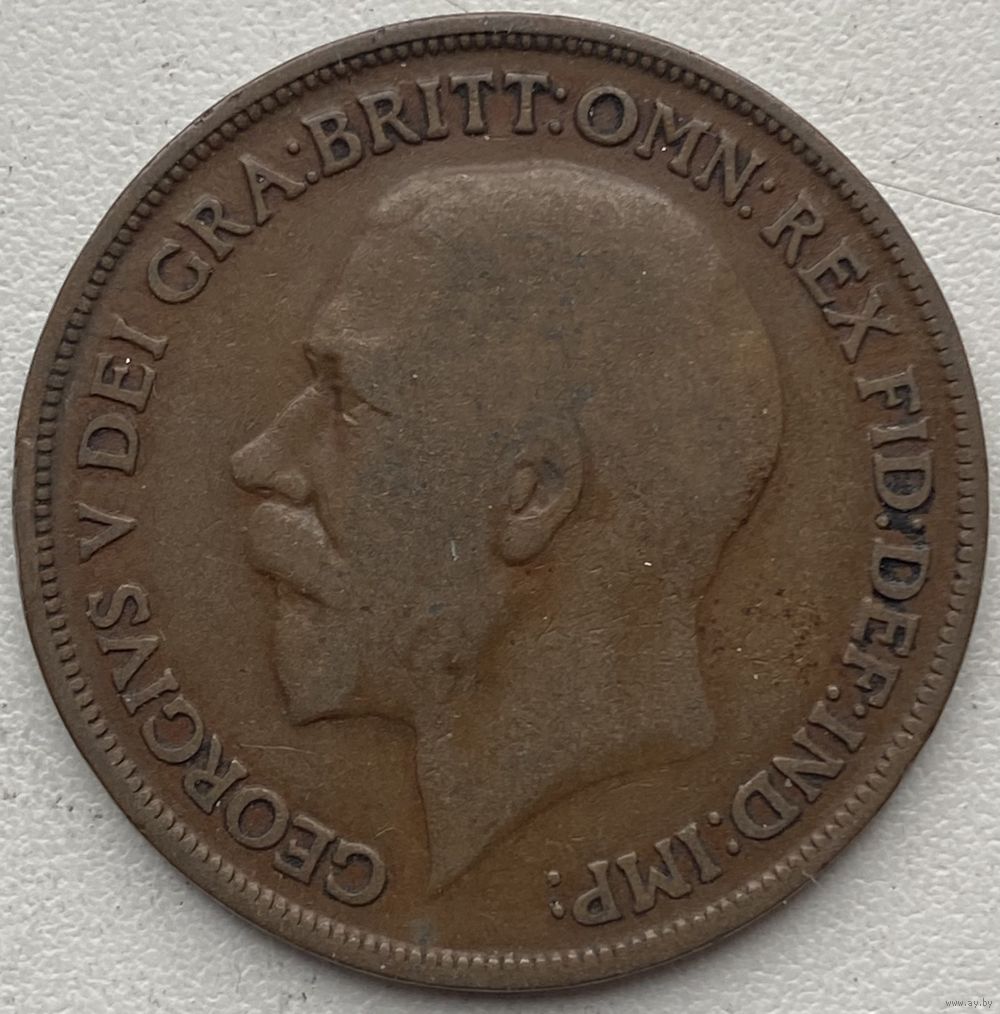 GEORGIVS V DEI GRA: BRITT: OMN: REX FID: DEF: IND: IMP:
www.ay.by